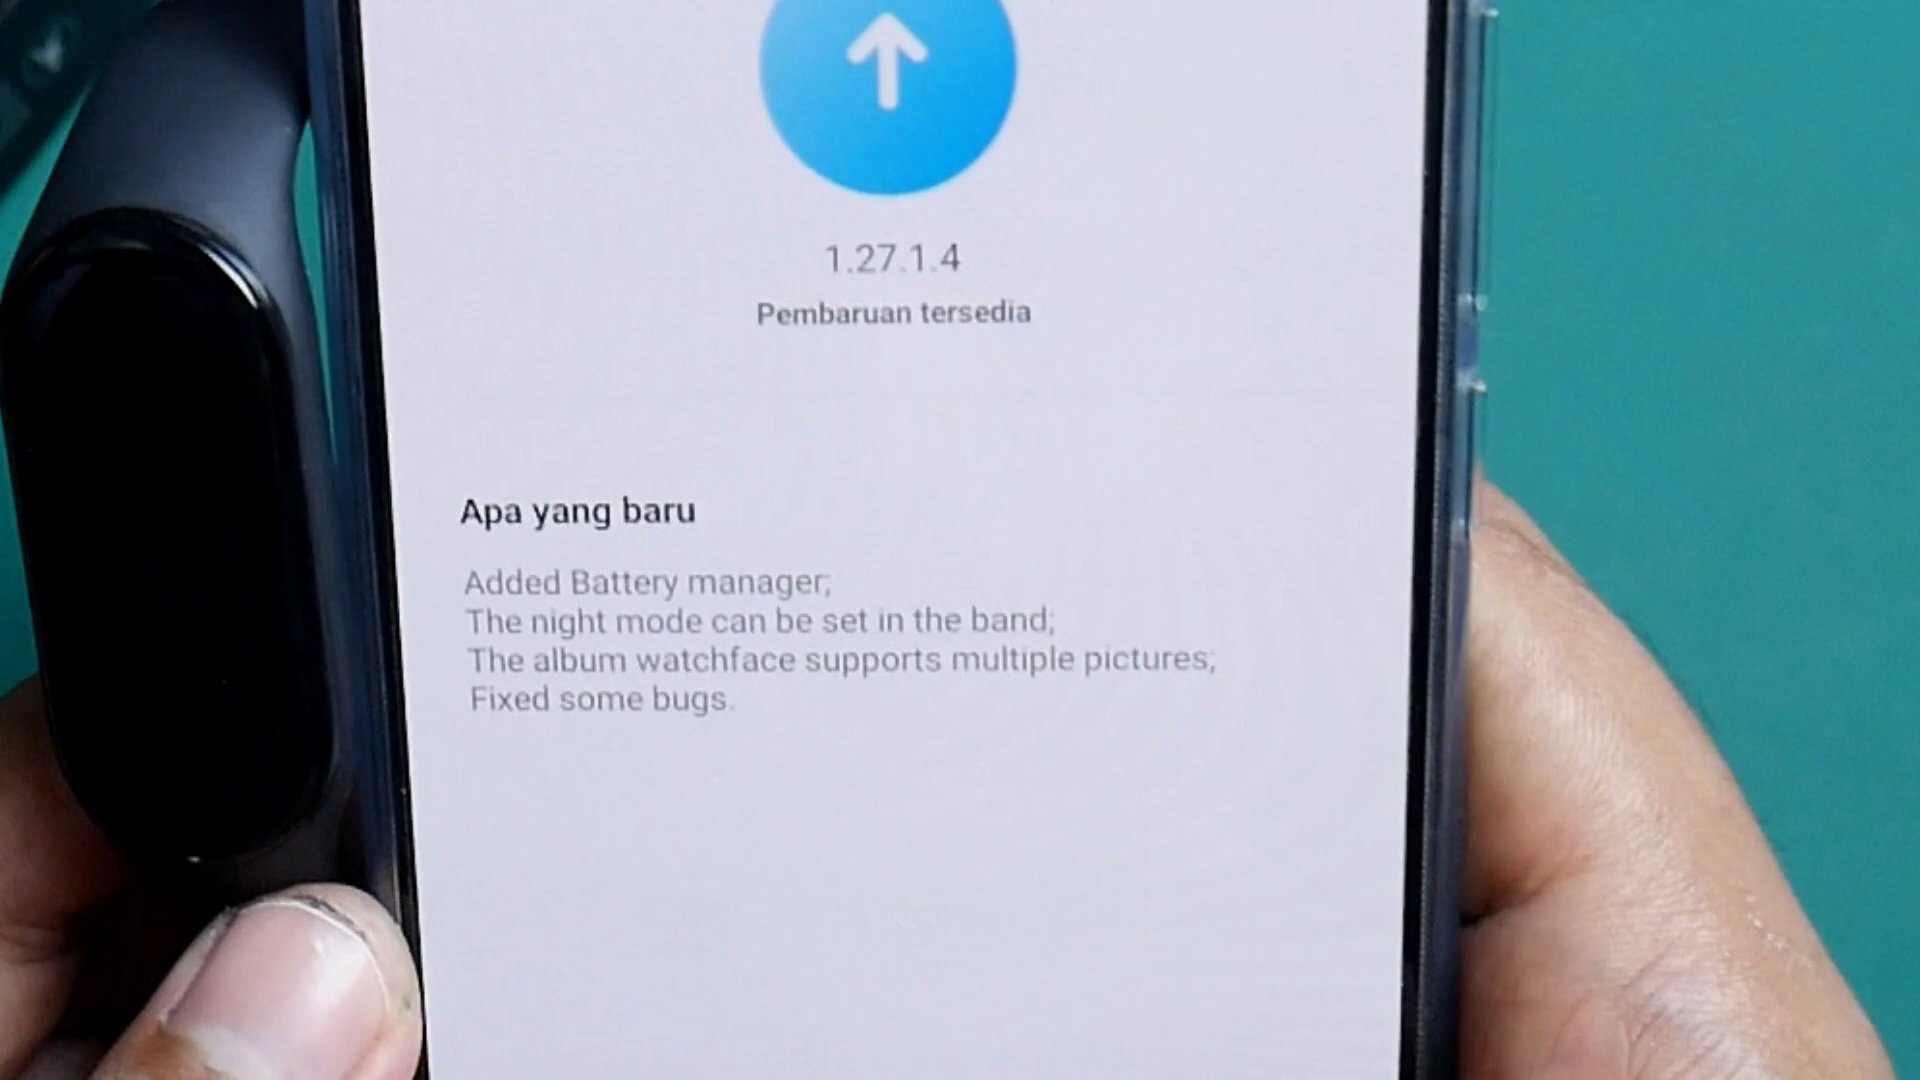 1.27.1.4
Pembaruan tersedia
Apa yang baru
Added Battery manager;
The night mode can be set in the band;
The album watchface supports multiple pictures;
Fixed some bugs.